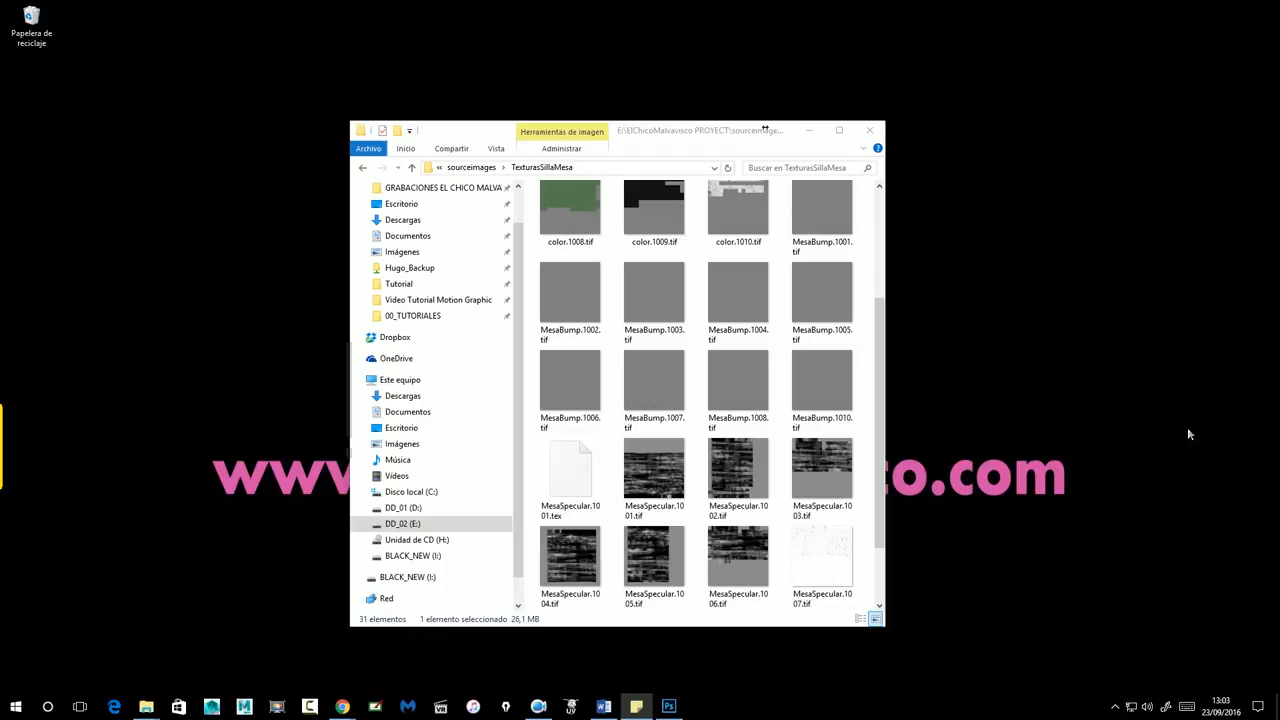 Papelera de
reciclaje
Herramientas de imagen
E:\ElChicoMalvavisco PROYECT\sourceimage...
Archivo
Inicio
Compartir
Vista
Administrar
sourceimages
TexturasSillaMesa
Buscar en TexturasSillaMesa
GRABACIONES EL CHICO MALVA
Escritorio
Descargas
Documentos
Imágenes
Hugo_Backup
Tutorial
Video Tutorial Motion Graphic
00_TUTORIALES
Dropbox
OneDrive
Este equipo
Descargas
Documentos
Escritorio
Imágenes
Música
Vídeos
Disco local (C:)
DD_01 (D:)
DD_02 (E:)
Unidad de CD (H:)
BLACK_NEW (I:)
BLACK_NEW (I:)
Red
color.1008.tif
color.1009.tif
color.1010.tif
MesaBump.1001.
tif
MesaBump.1002.
tif
MesaBump.1003.
tif
MesaBump.1004.
tif
MesaBump.1005.
tif
MesaBump.1006.
tif
MesaBump.1007.
tif
MesaBump.1008.
tif
MesaBump.1010.
tif
MesaSpecular.10
01.tex
MesaSpecular.10
01.tif
MesaSpecular.10
02.tif
MesaSpecular.10
03.tif
MesaSpecular.10
04.tif
MesaSpecular.10
05.tif
MesaSpecular.10
06.tif
MesaSpecular.10
07.tif
31 elementos
1 elemento seleccionado 26,1 MB
www.
co.com
13:03
23/09/2016